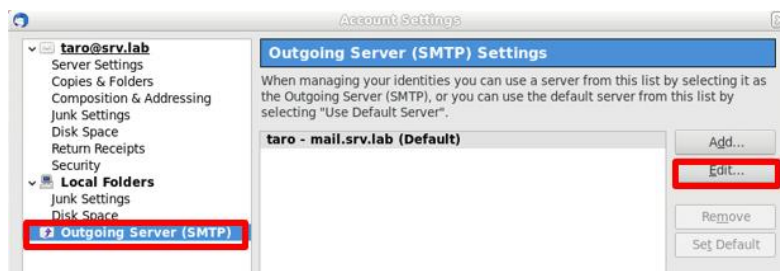 Account Settings
taro@srv.lab
Server Settings
Copies & Folders
Composition & Addressing
Junk Settings
Disk Space
Return Receipts
Security
Local Folders
Junk Settings
Disk Space
Outgoing Server (SMTP)
Outgoing Server (SMTP) Settings
When managing your identities you can use a server from this list by selecting it as
the Outgoing Server (SMTP), or you can use the default server from this list by
selecting "Use Default Server".
taro - mail.srv.lab (Default)
Add...
Edit...
Remove
Set Default